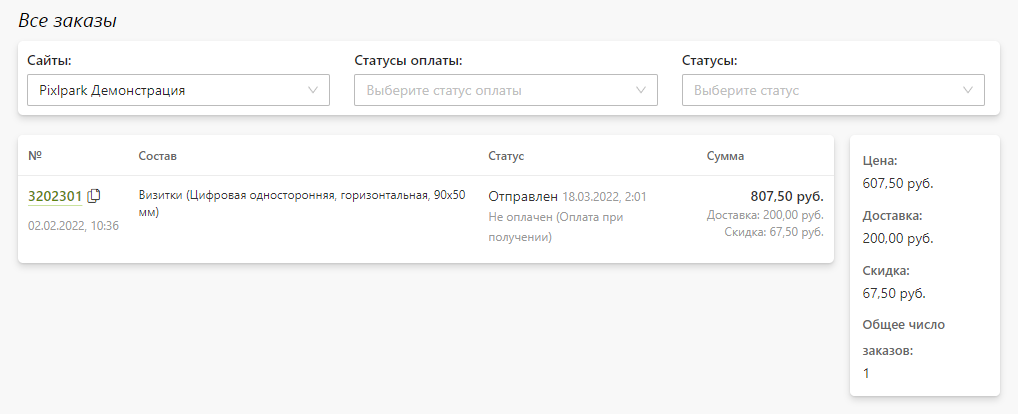 Все заказы
Сайты:
Статусы оплаты:
Статусы:
Pixlpark Демонстрация
Выберите статус оплаты
Выберите статус
№
Состав
Статус
Сумма
3202301
02.02.2022, 10:36
Визитки (Цифровая односторонняя, горизонтальная, 90x50
мм)
Отправлен 18.03.2022, 2:01
Не оплачен (Оплата при
получении)
807,50 руб.
Доставка: 200,00 руб.
Скидка: 67,50 руб.
Цена:
607,50 руб.
Доставка:
200,00 руб.
Скидка:
67,50 руб.
Общее число
заказов:
1